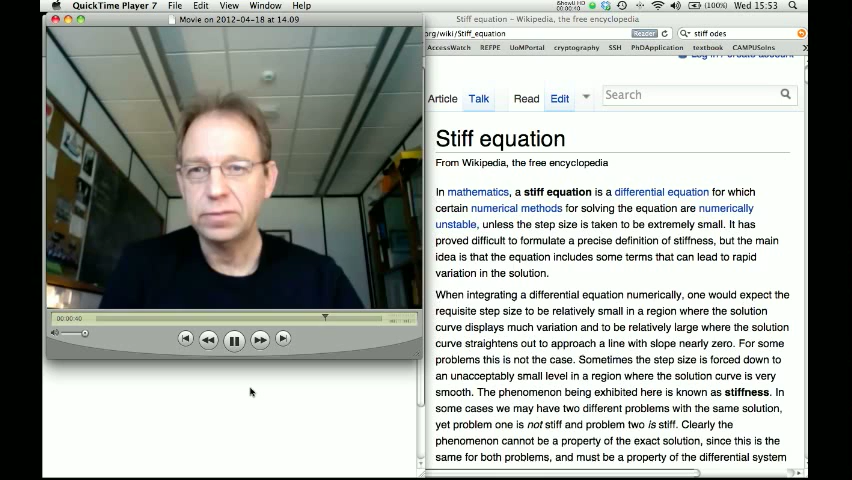 QuickTime Player 7 File Edit View Window Help
(100%) Wed 15:53
Movie on 2012-04-18 at 14.09
Stiff equation – Wikipedia, the free encyclopedia
org/wiki/Stiff_equation Reader stiff odes
AccessWatch REFPE UoMPortal cryptography SSH PhDApplication textbook CAMPUSolns
Article Talk Read Edit Search
Stiff equation
From Wikipedia, the free encyclopedia
In mathematics, a stiff equation is a differential equation for which
certain numerical methods for solving the equation are numerically
unstable, unless the step size is taken to be extremely small. It has
proved difficult to formulate a precise definition of stiffness, but the main
idea is that the equation includes some terms that can lead to rapid
variation in the solution.
When integrating a differential equation numerically, one would expect the
requisite step size to be relatively small in a region where the solution
curve displays much variation and to be relatively large where the solution
curve straightens out to approach a line with slope nearly zero. For some
problems this is not the case. Sometimes the step size is forced down to
an unacceptably small level in a region where the solution curve is very
smooth. The phenomenon being exhibited here is known as stiffness. In
some cases we may have two different problems with the same solution,
yet problem one is not stiff and problem two is stiff. Clearly the
phenomenon cannot be a property of the exact solution, since this is the
same for both problems, and must be a property of the differential system
00:00:40